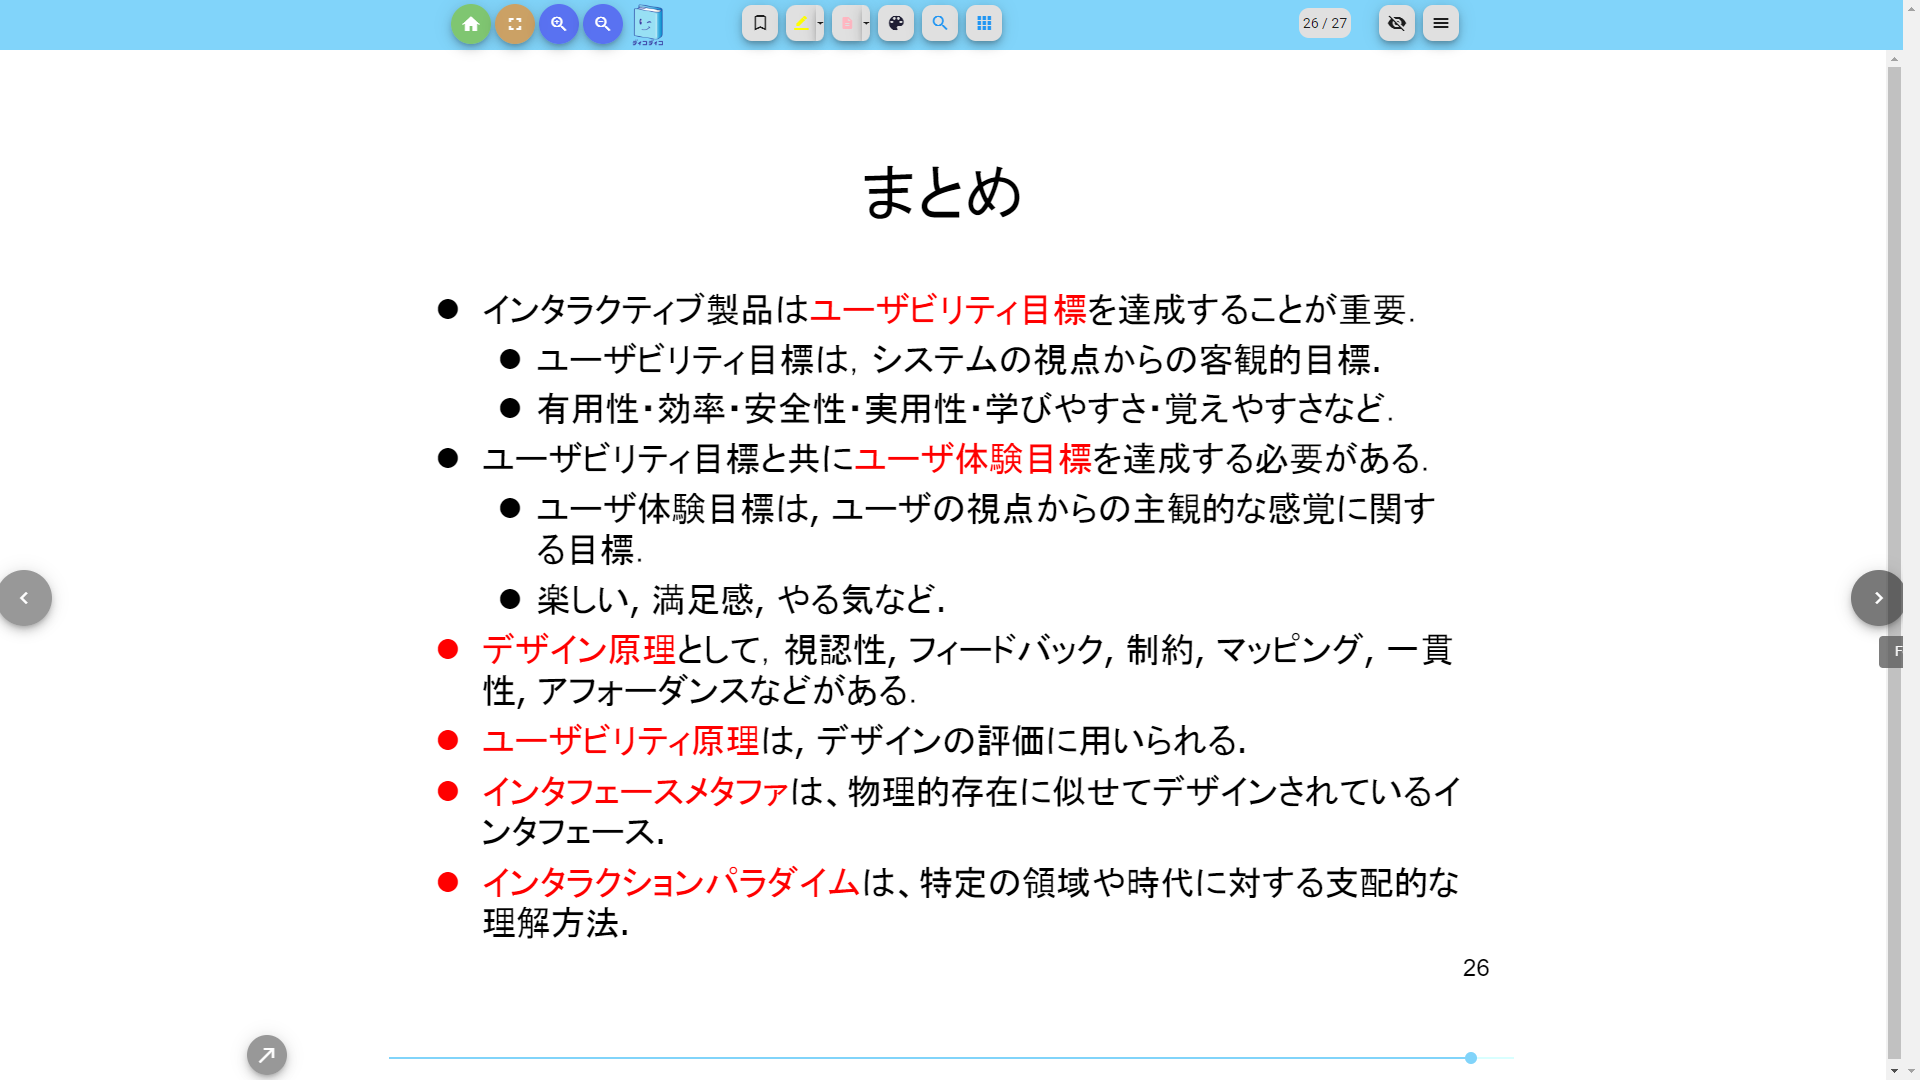 ダィコダィコ
26 / 27
まとめ
● インタラクティブ製品はユーザビリティ目標を達成することが重要.
● ユーザビリティ目標は, システムの視点からの客観的目標.
● 有用性・効率・安全性・実用性・学びやすさ・覚えやすさなど.
● ユーザビリティ目標と共にユーザ体験目標を達成する必要がある.
● ユーザ体験目標は, ユーザの視点からの主観的な感覚に関す
る目標.
● 楽しい, 満足感, やる気など.
● デザイン原理として, 視認性, フィードバック, 制約, マッピング, 一貫
性, アフォーダンスなどがある.
● ユーザビリティ原理は, デザインの評価に用いられる.
● インタフェースメタファは、物理的存在に似せてデザインされているイ
ンタフェース.
● インタラクションパラダイムは、特定の領域や時代に対する支配的な
理解方法.
26
F